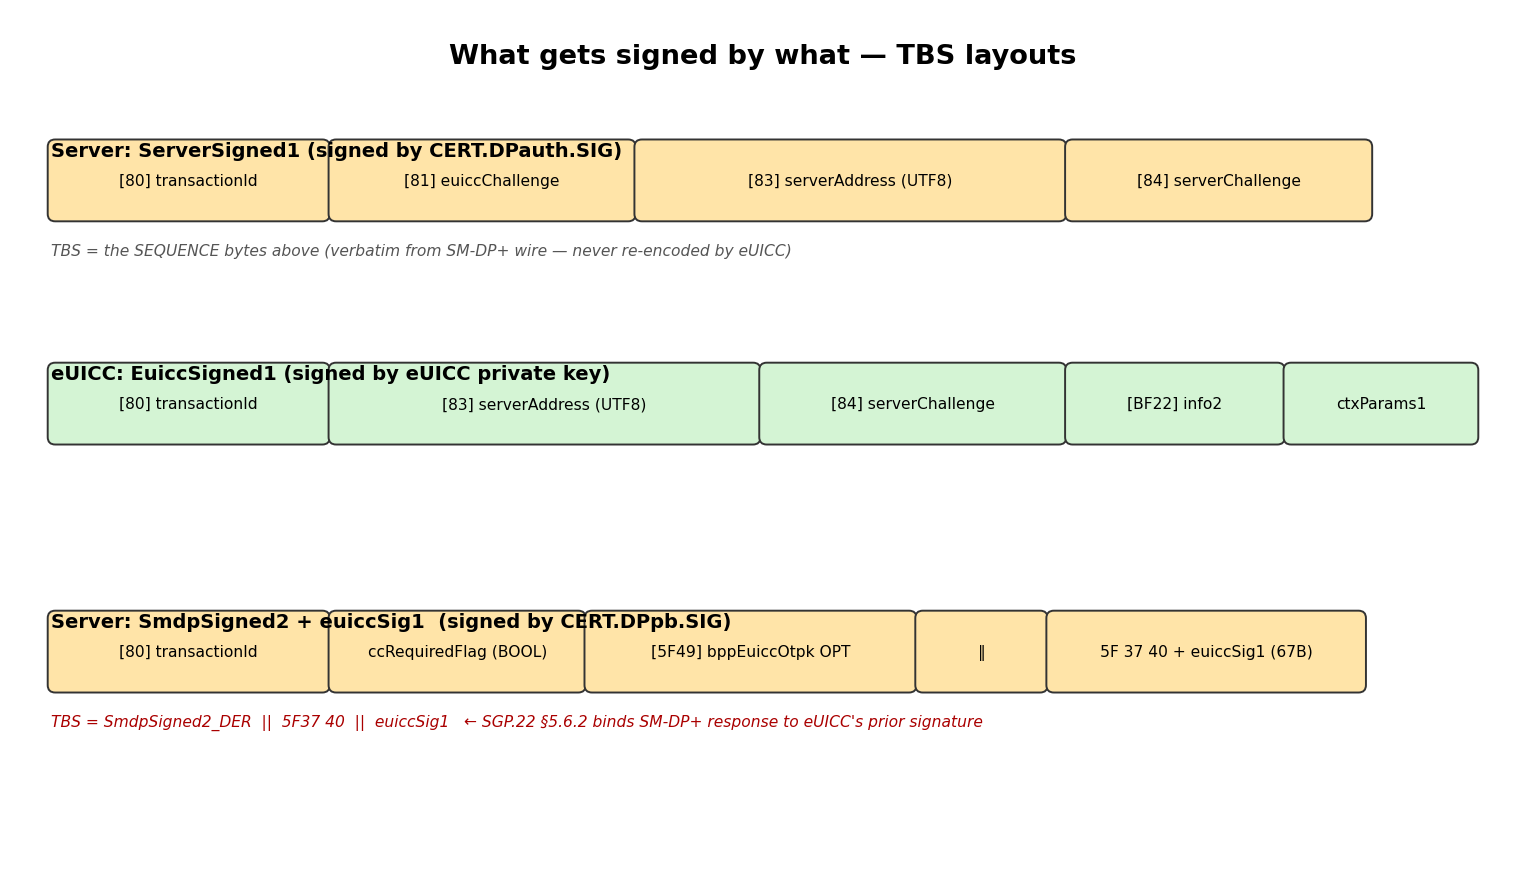 What gets signed by what — TBS layouts
Server: ServerSigned1 (signed by CERT.DPauth.SIG)
[80] transactionId
[81] euiccChallenge
[83] serverAddress (UTF8)
[84] serverChallenge
TBS = the SEQUENCE bytes above (verbatim from SM-DP+ wire — never re-encoded by eUICC)
eUICC: EuiccSigned1 (signed by eUICC private key)
[80] transactionId
[83] serverAddress (UTF8)
[84] serverChallenge
[BF22] info2
ctxParams1
Server: SmdpSigned2 + euiccSig1  (signed by CERT.DPpb.SIG)
[80] transactionId
ccRequiredFlag (BOOL)
[5F49] bppEuiccOtpk OPT
‖
5F 37 40 + euiccSig1 (67B)
TBS = SmdpSigned2_DER  ||  5F37 40  ||  euiccSig1   ← SGP.22 §5.6.2 binds SM-DP+ response to eUICC's prior signature